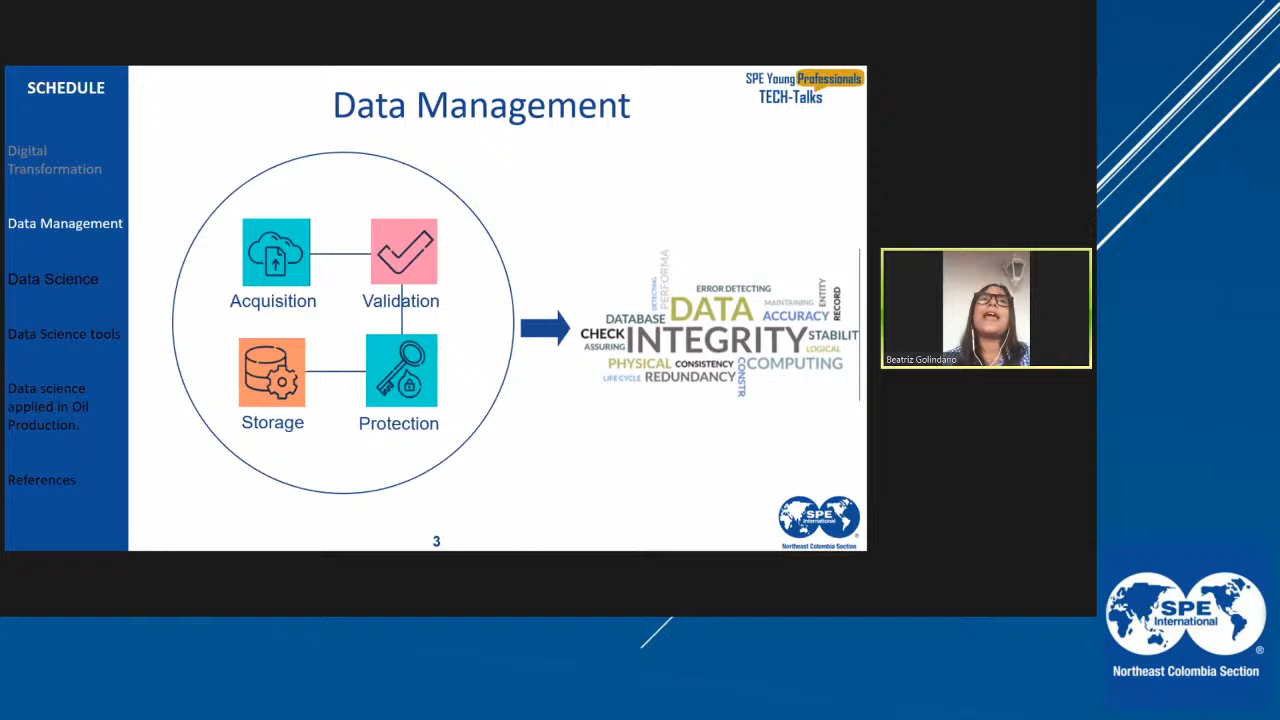 SCHEDULE
Digital
Transformation
Data Management
Data Science
Data Science tools
Data science
applied in Oil
Production.
References
Data Management
SPE Young Professionals
TECH-Talks
Acquisition
Validation
Storage
Protection
DETECTING
PERFORMA
ERROR DETECTING
DATA
MAINTAINING
ENTITY
RECORD
DATABASE
ACCURACY
CHECK
INTEGRITY
STABILIT
ASSURING
LOGICAL
PHYSICAL
CONSISTENCY
COMPUTING
LIFE CYCLE
REDUNDANCY
CONSTR
3
SPE
International
®
Northeast Colombia Section
Beatriz Golindano
SPE
International
®
Northeast Colombia Section